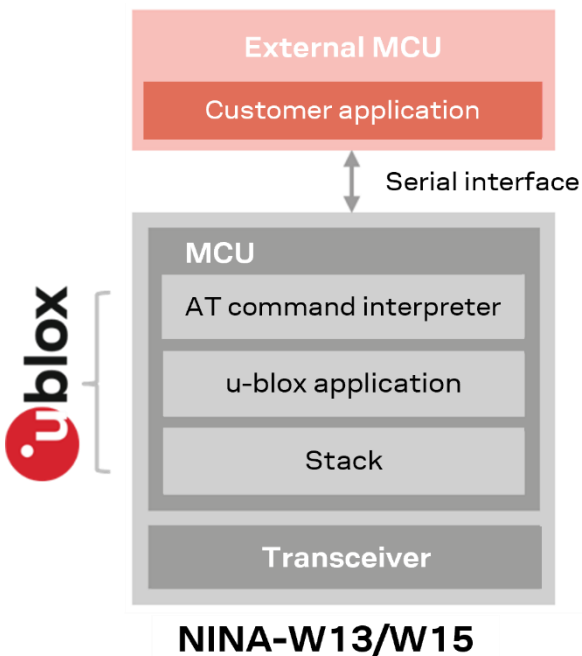 External MCU
Customer application
Serial interface
MCU
AT command interpreter
u-blox application
Stack
ublox
Transceiver
NINA-W13/W15